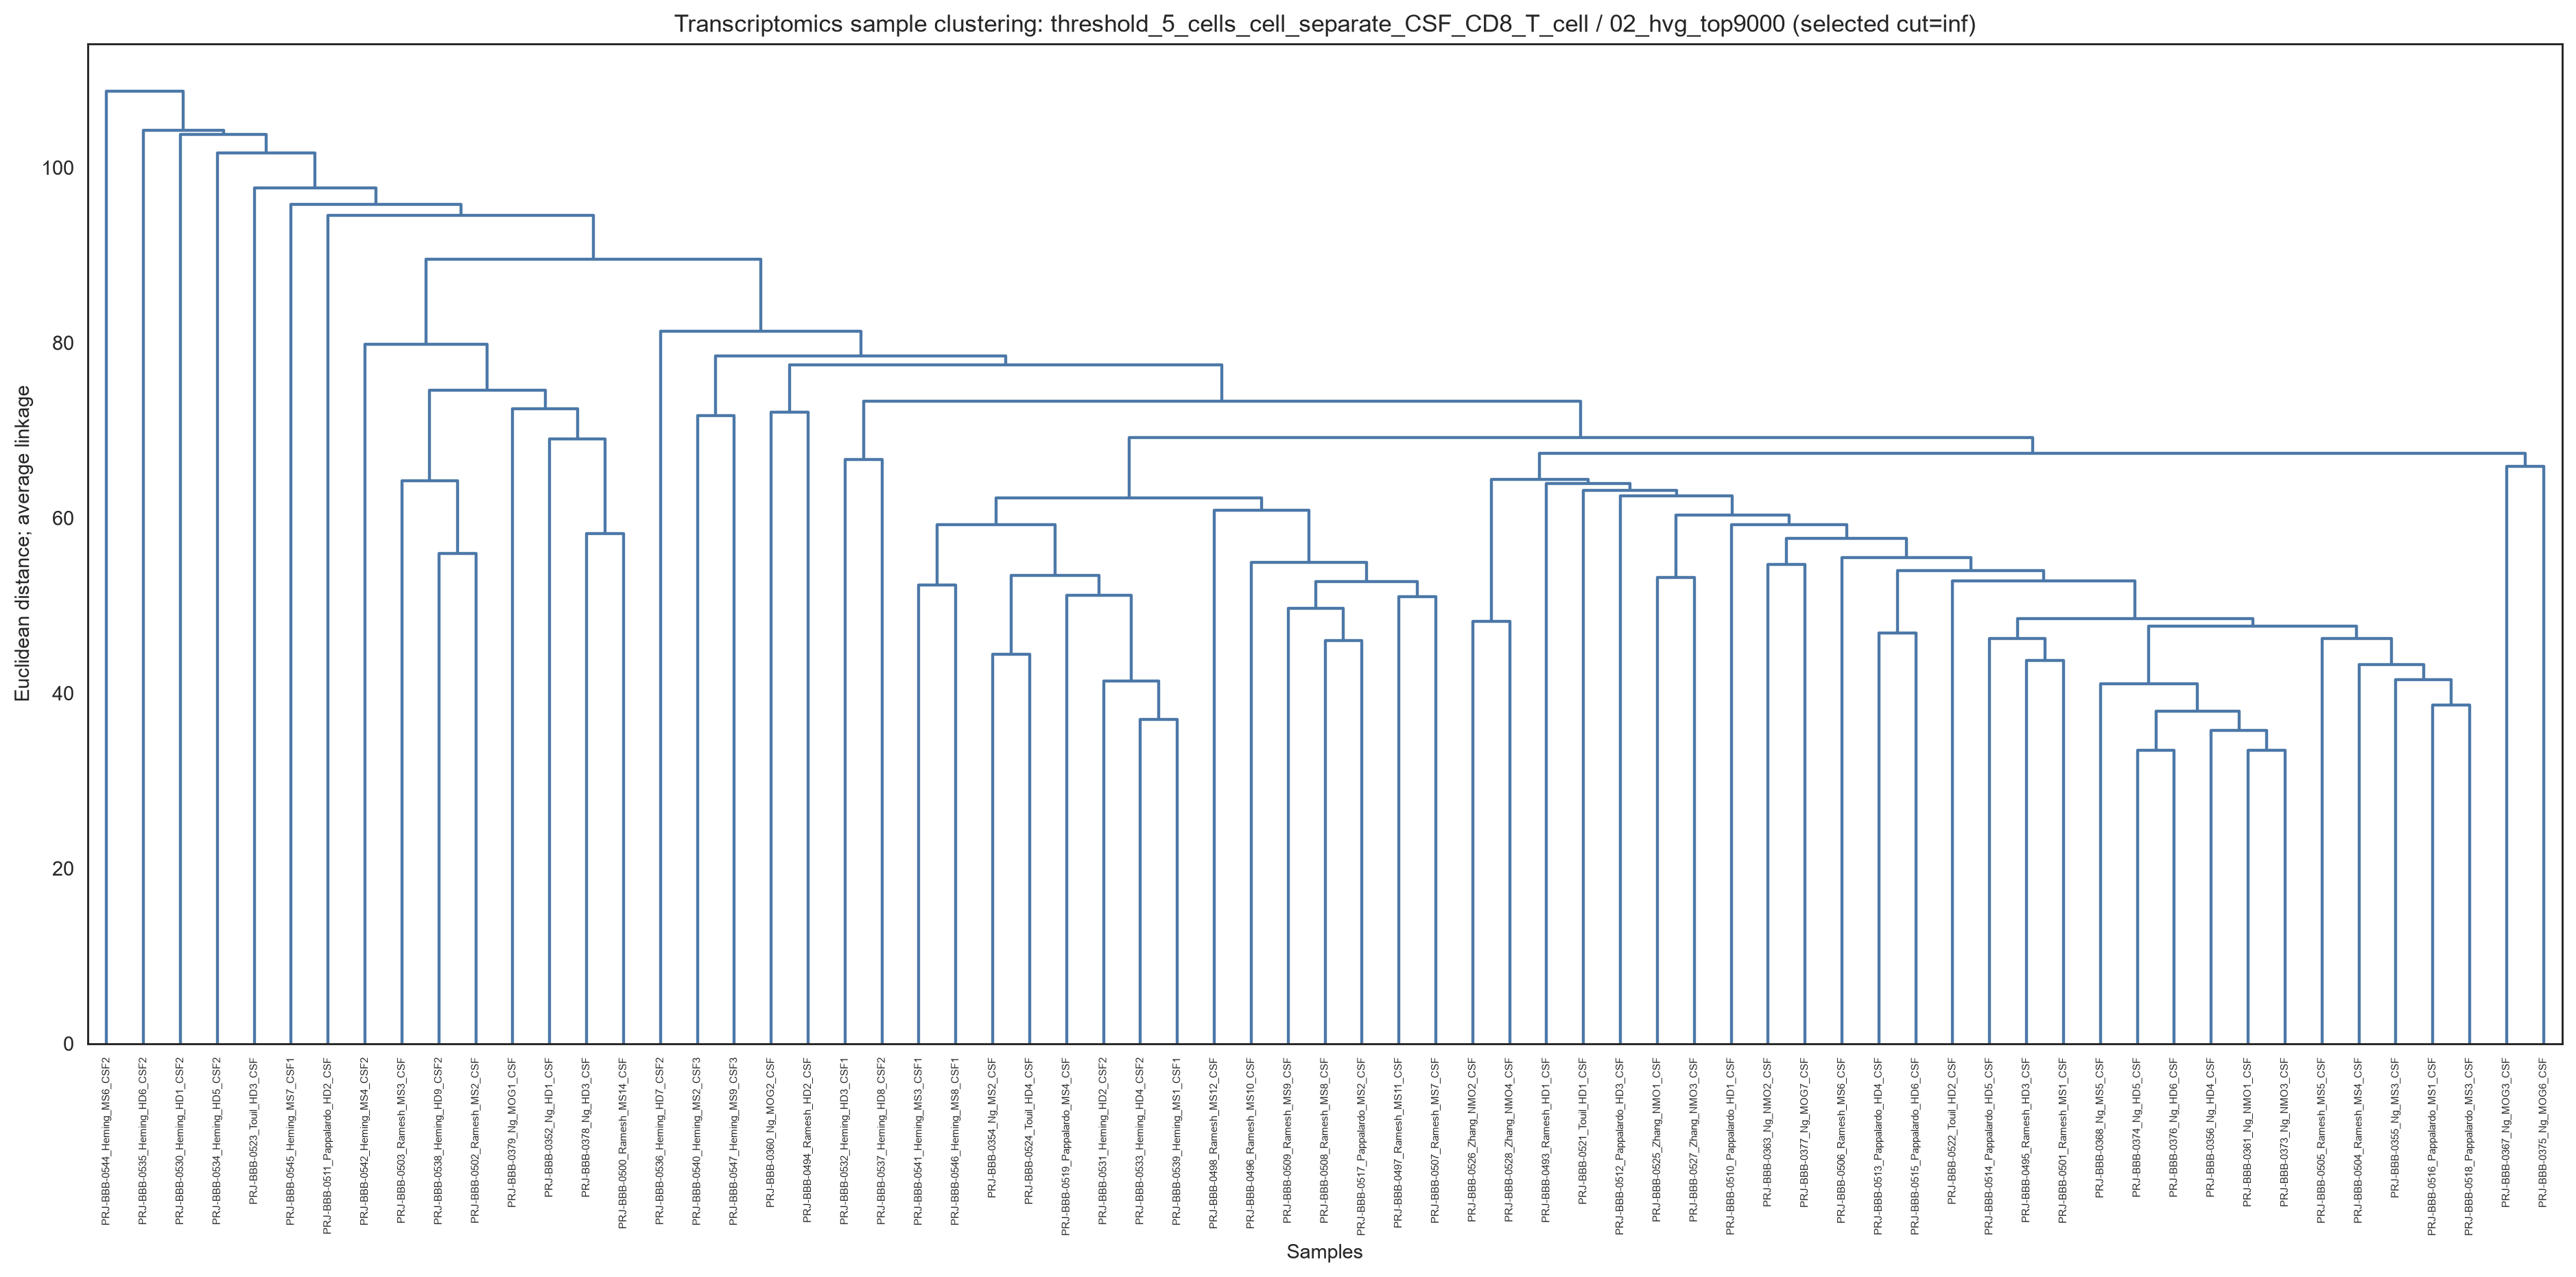 Transcriptomics sample clustering: threshold_5_cells_cell_separate_CSF_CD8_T_cell / 02_hvg_top9000 (selected cut=inf)
Euclidean distance; average linkage
100
80
60
40
20
0
PRJ-BBB-0544_Heming_MS6_CSF2
PRJ-BBB-0535_Heming_HD6_CSF2
PRJ-BBB-0530_Heming_HD1_CSF2
PRJ-BBB-0534_Heming_HD5_CSF2
PRJ-BBB-0523_Touil_HD3_CSF
PRJ-BBB-0545_Heming_MS7_CSF1
PRJ-BBB-0511_Pappalardo_HD2_CSF
PRJ-BBB-0542_Heming_MS4_CSF2
PRJ-BBB-0503_Ramesh_MS3_CSF
PRJ-BBB-0538_Heming_HD9_CSF2
PRJ-BBB-0502_Ramesh_MS2_CSF
PRJ-BBB-0379_Ng_MOG1_CSF
PRJ-BBB-0352_Ng_HD1_CSF
PRJ-BBB-0378_Ng_HD3_CSF
PRJ-BBB-0500_Ramesh_MS14_CSF
PRJ-BBB-0536_Heming_HD7_CSF2
PRJ-BBB-0540_Heming_MS2_CSF3
PRJ-BBB-0547_Heming_MS9_CSF3
PRJ-BBB-0360_Ng_MOG2_CSF
PRJ-BBB-0494_Ramesh_HD2_CSF
PRJ-BBB-0532_Heming_HD3_CSF1
PRJ-BBB-0537_Heming_HD8_CSF2
PRJ-BBB-0541_Heming_MS3_CSF1
PRJ-BBB-0546_Heming_MS8_CSF1
PRJ-BBB-0354_Ng_MS2_CSF
PRJ-BBB-0524_Touil_HD4_CSF
PRJ-BBB-0519_Pappalardo_MS4_CSF
PRJ-BBB-0531_Heming_HD2_CSF2
PRJ-BBB-0533_Heming_HD4_CSF2
PRJ-BBB-0539_Heming_MS1_CSF1
PRJ-BBB-0498_Ramesh_MS12_CSF
PRJ-BBB-0496_Ramesh_MS10_CSF
PRJ-BBB-0509_Ramesh_MS9_CSF
PRJ-BBB-0508_Ramesh_MS8_CSF
PRJ-BBB-0517_Pappalardo_MS2_CSF
PRJ-BBB-0497_Ramesh_MS11_CSF
PRJ-BBB-0507_Ramesh_MS7_CSF
PRJ-BBB-0526_Zhang_NMO2_CSF
PRJ-BBB-0528_Zhang_NMO4_CSF
PRJ-BBB-0493_Ramesh_HD1_CSF
PRJ-BBB-0521_Touil_HD1_CSF
PRJ-BBB-0512_Pappalardo_HD3_CSF
PRJ-BBB-0525_Zhang_NMO1_CSF
PRJ-BBB-0527_Zhang_NMO3_CSF
PRJ-BBB-0510_Pappalardo_HD1_CSF
PRJ-BBB-0363_Ng_NMO2_CSF
PRJ-BBB-0377_Ng_MOG7_CSF
PRJ-BBB-0506_Ramesh_MS6_CSF
PRJ-BBB-0513_Pappalardo_HD4_CSF
PRJ-BBB-0515_Pappalardo_HD6_CSF
PRJ-BBB-0522_Touil_HD2_CSF
PRJ-BBB-0514_Pappalardo_HD5_CSF
PRJ-BBB-0495_Ramesh_HD3_CSF
PRJ-BBB-0501_Ramesh_MS1_CSF
PRJ-BBB-0368_Ng_MS5_CSF
PRJ-BBB-0374_Ng_HD5_CSF
PRJ-BBB-0376_Ng_HD6_CSF
PRJ-BBB-0356_Ng_HD4_CSF
PRJ-BBB-0361_Ng_NMO1_CSF
PRJ-BBB-0373_Ng_NMO3_CSF
PRJ-BBB-0505_Ramesh_MS5_CSF
PRJ-BBB-0504_Ramesh_MS4_CSF
PRJ-BBB-0355_Ng_MS3_CSF
PRJ-BBB-0516_Pappalardo_MS1_CSF
PRJ-BBB-0518_Pappalardo_MS3_CSF
PRJ-BBB-0367_Ng_MOG3_CSF
PRJ-BBB-0375_Ng_MOG6_CSF
Samples